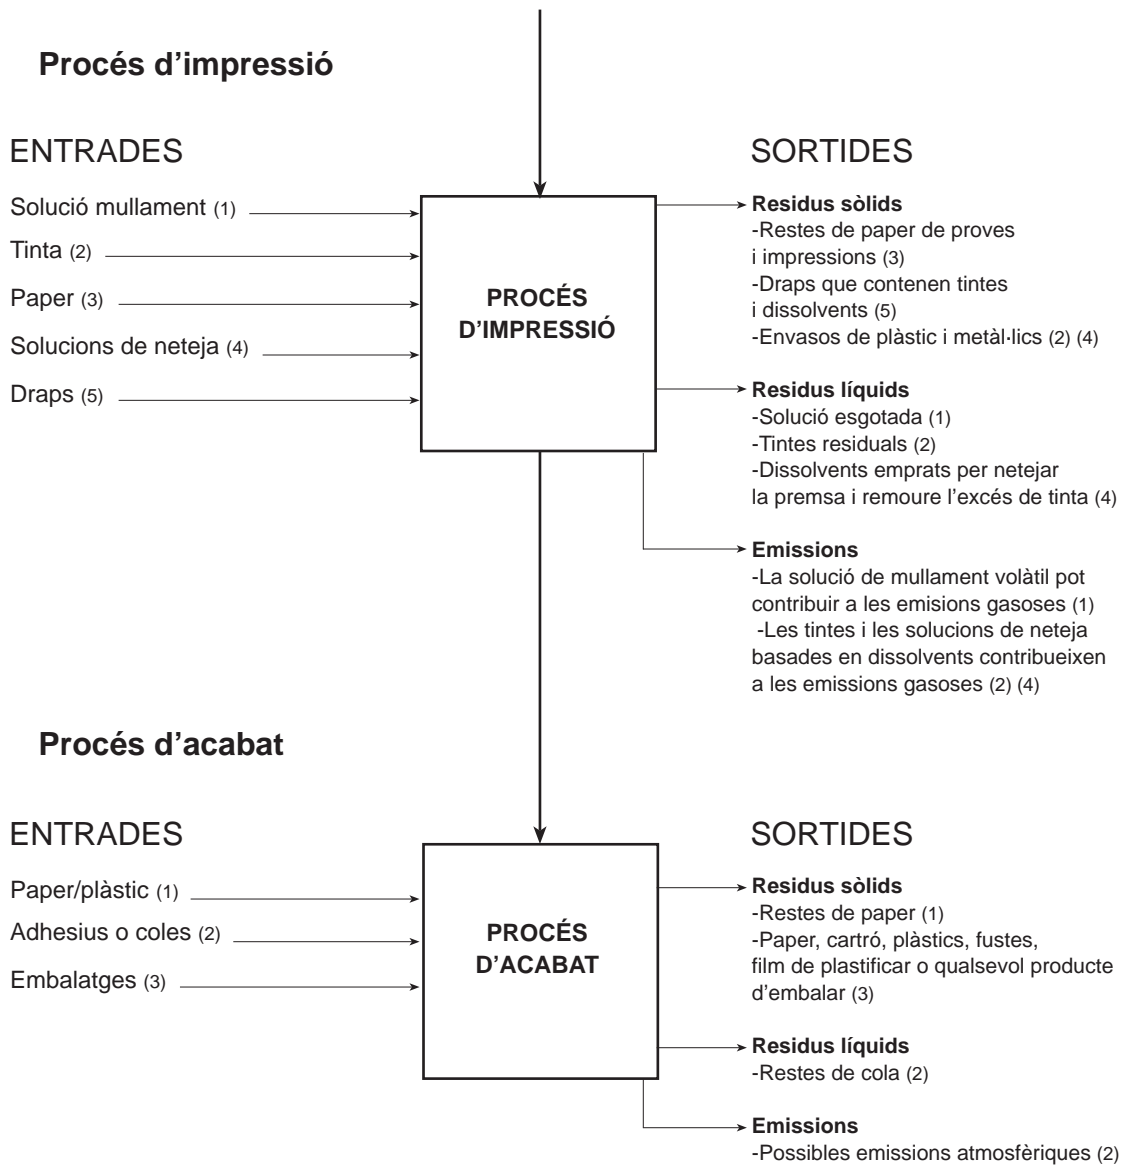 Procés d’impressió
ENTRADES
Solució mullament (1)
Tinta (2)
Paper (3)
Solucions de neteja (4)
Draps (5)
PROCÉS
D’IMPRESSIÓ
SORTIDES
Residus sòlids
-Restes de paper de proves
i impressions (3)
-Draps que contenen tintes
i dissolvents (5)
-Envasos de plàstic i metàl·lics (2) (4)
Residus líquids
-Solució esgotada (1)
-Tintes residuals (2)
-Dissolvents emprats per netejar
la premsa i remoure l’excés de tinta (4)
Emissions
-La solució de mullament volàtil pot
contribuir a les emisions gasoses (1)
-Les tintes i les solucions de neteja
basades en dissolvents contribueixen
a les emissions gasoses (2) (4)
Procés d’acabat
ENTRADES
Paper/plàstic (1)
Adhesius o coles (2)
Embalatges (3)
PROCÉS
D’ACABAT
SORTIDES
Residus sòlids
-Restes de paper (1)
-Paper, cartró, plàstics, fustes,
film de plastificar o qualsevol producte
d’embalar (3)
Residus líquids
-Restes de cola (2)
Emissions
-Possibles emissions atmosfèriques (2)